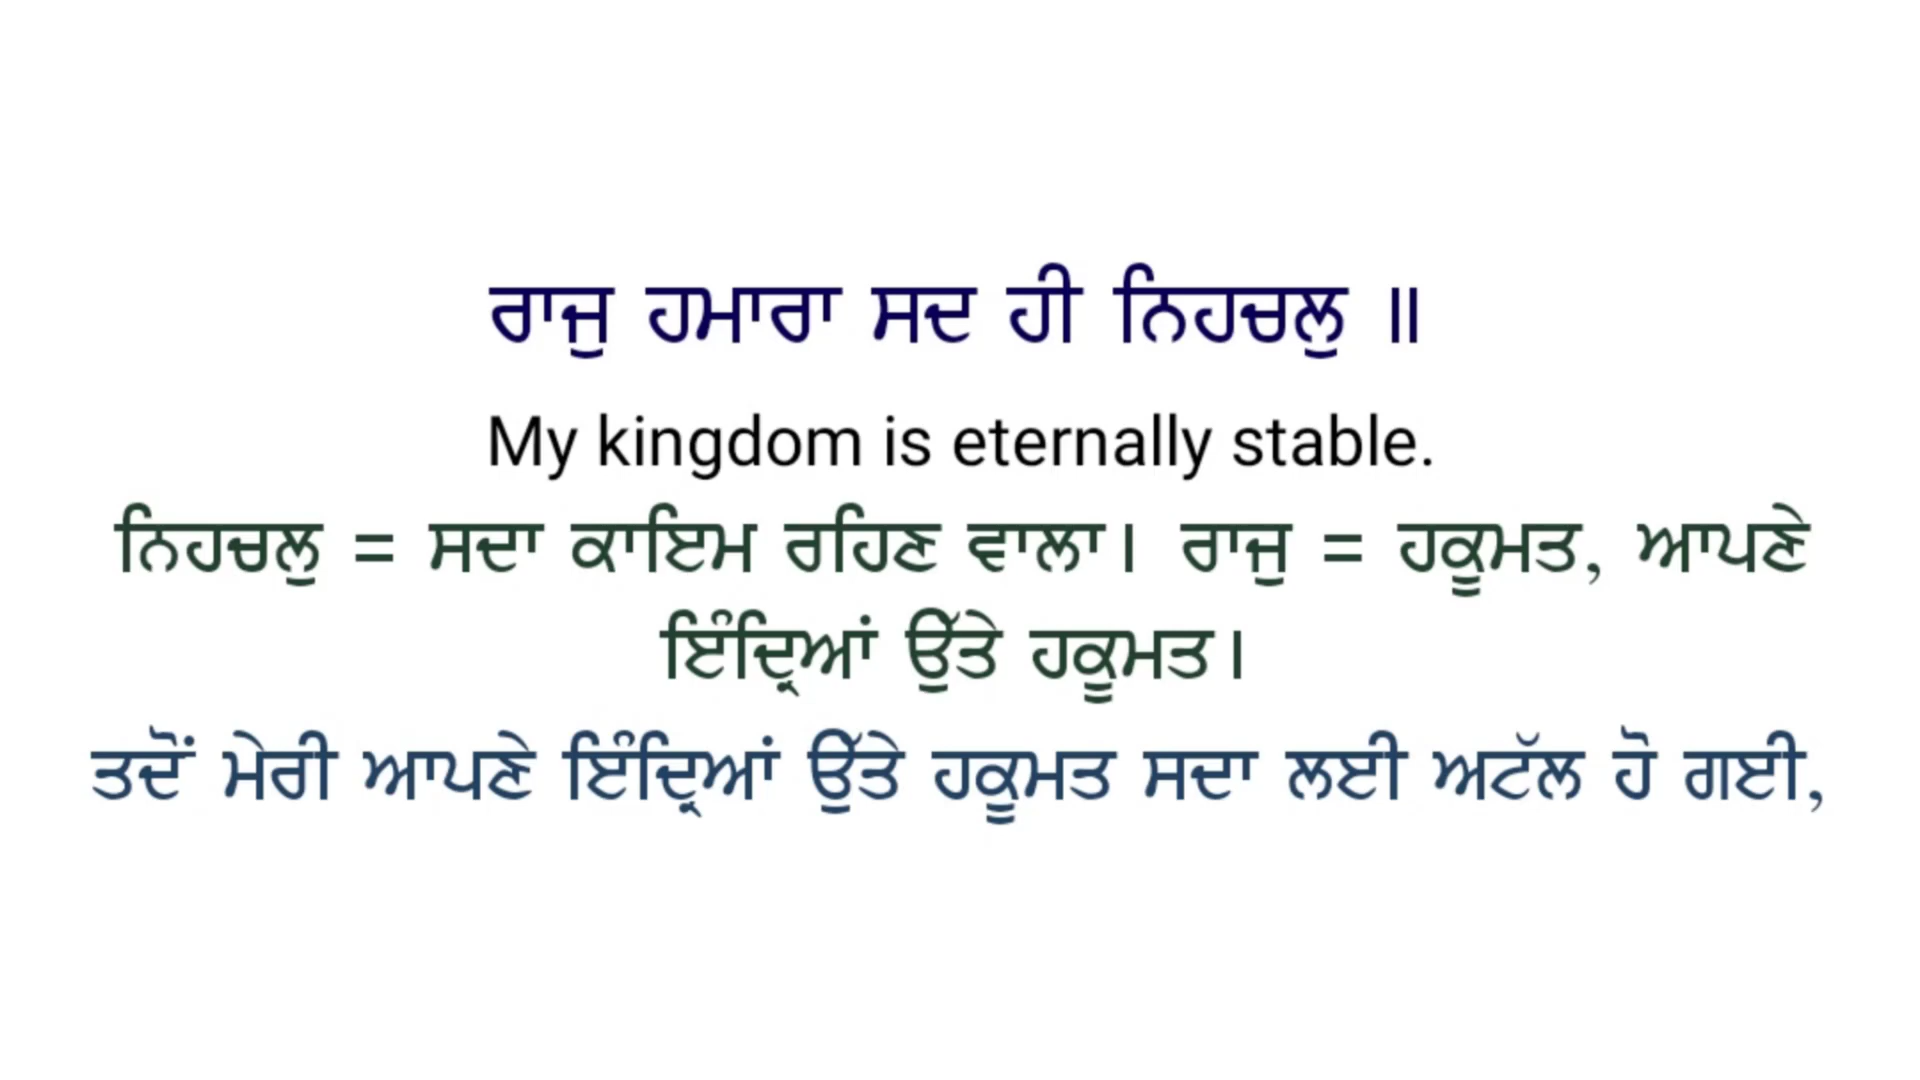 ਰਾਜੁ ਹਮਾਰਾ ਸਦ ਹੀ ਨਿਹਚਲੁ ॥
My kingdom is eternally stable.
ਨਿਹਚਲੁ = ਸਦਾ ਕਾਇਮ ਰਹਿਣ ਵਾਲਾ। ਰਾਜੁ = ਹਕੂਮਤ, ਆਪਣੇ
ਇੰਦ੍ਰਿਆਂ ਉੱਤੇ ਹਕੂਮਤ।
ਤਦੋਂ ਮੇਰੀ ਆਪਣੇ ਇੰਦ੍ਰਿਆਂ ਉੱਤੇ ਹਕੂਮਤ ਸਦਾ ਲਈ ਅਟੱਲ ਹੋ ਗਈ,